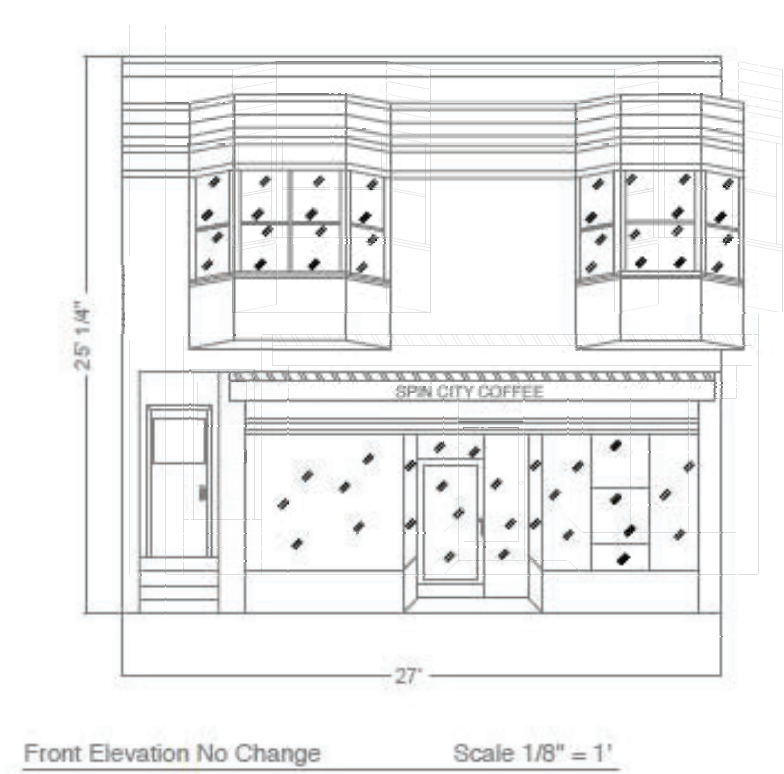 25' 1/4"
SPIN CITY COFFEE
27'
Front Elevation No Change Scale 1/8" = 1'